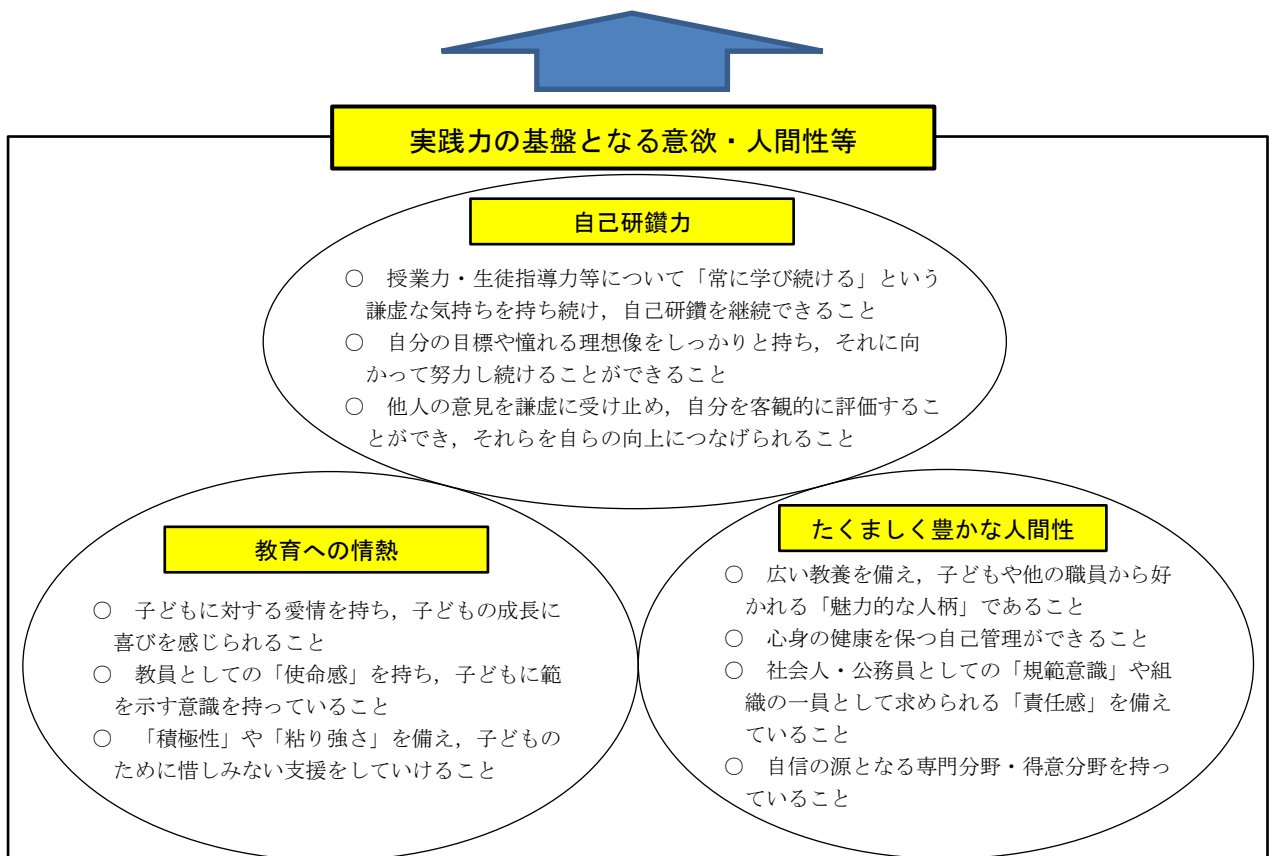 実践力の基盤となる意欲・人間性等
自己研鑽力
○　授業力・生徒指導力等について「常に学び続ける」という
謙虚な気持ちを持ち続け，自己研鑽を継続できること
○　自分の目標や憧れる理想像をしっかりと持ち，それに向
かって努力し続けることができること
○　他人の意見を謙虚に受け止め，自分を客観的に評価するこ
とができ，それらを自らの向上につなげられること
教育への情熱
○　子どもに対する愛情を持ち，子どもの成長に
喜びを感じられること
○　教員としての「使命感」を持ち，子どもに範
を示す意識を持っていること
○　「積極性」や「粘り強さ」を備え，子どもの
ために惜しみない支援をしていけること
たくましく豊かな人間性
○　広い教養を備え，子どもや他の職員から好
かれる「魅力的な人柄」であること
○　心身の健康を保つ自己管理ができること
○　社会人・公務員としての「規範意識」や組
織の一員として求められる「責任感」を備え
ていること
○　自信の源となる専門分野・得意分野を持っ
ていること